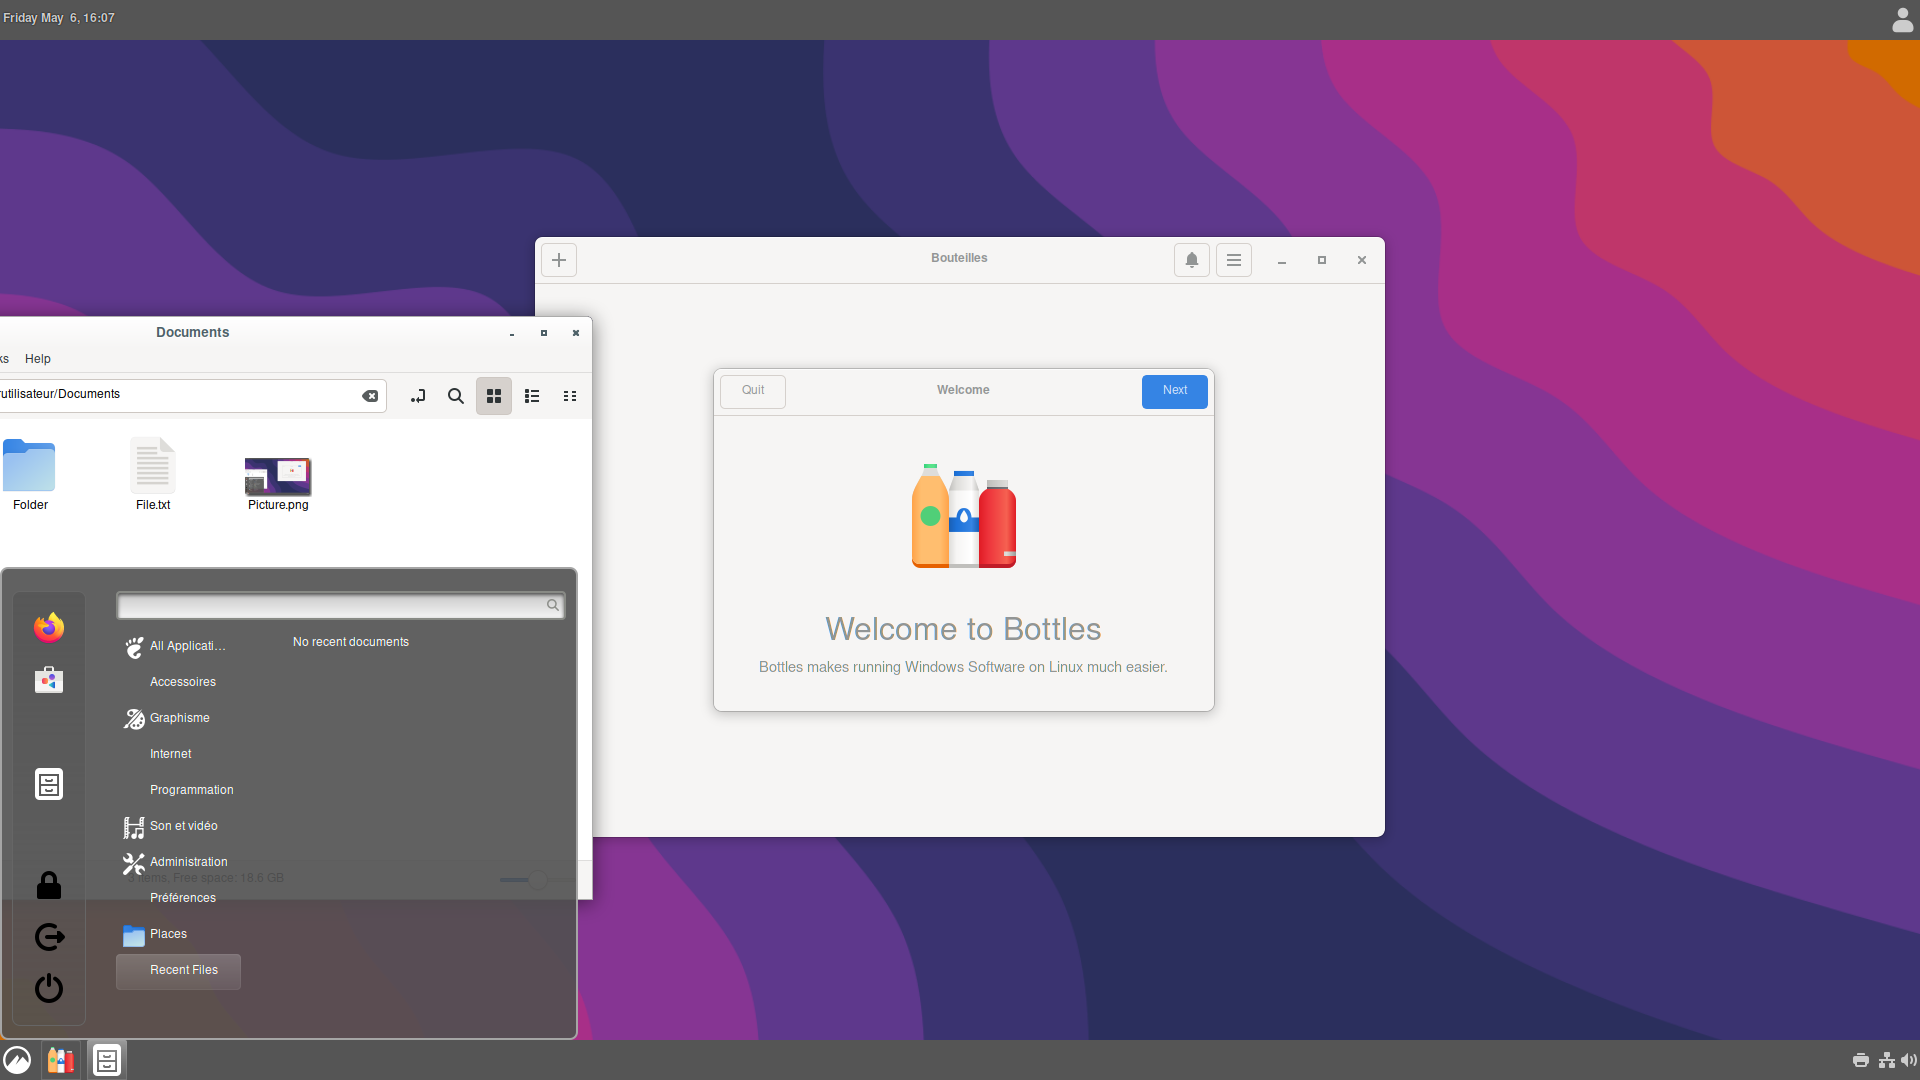 Friday May  6, 16:07
Bouteilles
Documents
ks Help
utilisateur/Documents
Quit
Welcome
Next
Folder
File.txt
Picture.png
Welcome to Bottles
Bottles makes running Windows Software on Linux much easier.
All Applicati...
No recent documents
Accessoires
Graphisme
Internet
Programmation
Son et vidéo
Administration
3 items, Free space: 18.6 GB
Préférences
Places
Recent Files